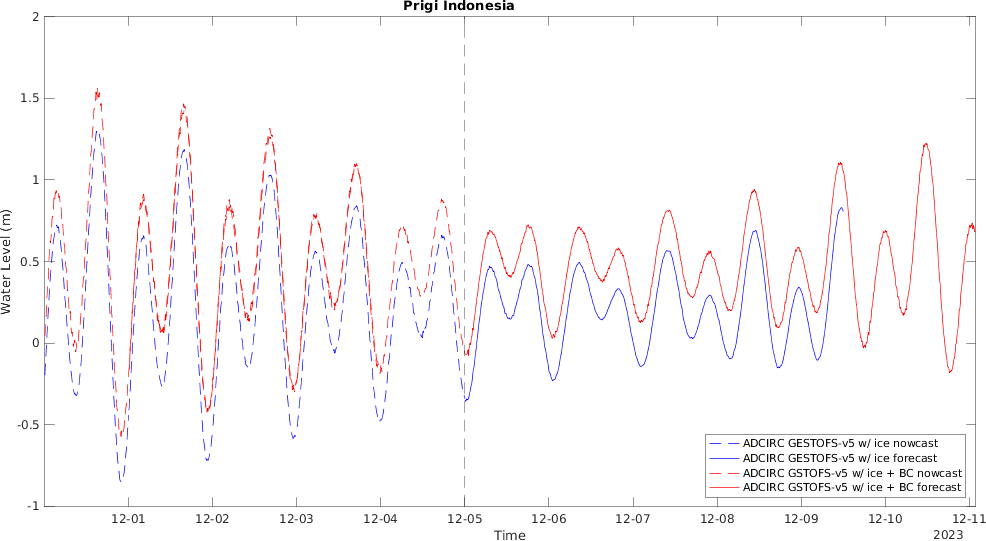 Prigi Indonesia
2
1.5
1
0.5
0
-0.5
-1
Water Level (m)
ADCIRC GESTOFS-v5 w/ ice nowcast
ADCIRC GESTOFS-v5 w/ ice forecast
ADCIRC GSTOFS-v5 w/ ice + BC nowcast
ADCIRC GSTOFS-v5 w/ ice + BC forecast
12-01 12-02 12-03 12-04 12-05 12-06 12-07 12-08 12-09 12-10 12-11
Time
2023